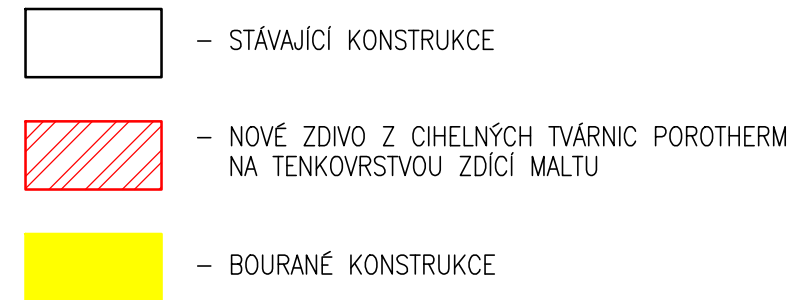 – STÁVAJÍCÍ KONSTRUKCE
– NOVÉ ZDIVO Z CIHELNÝCH TVÁRNIC POROTHERM
NA TENKOVRSTVOU ZDÍCÍ MALTU
– BOURANÉ KONSTRUKCE